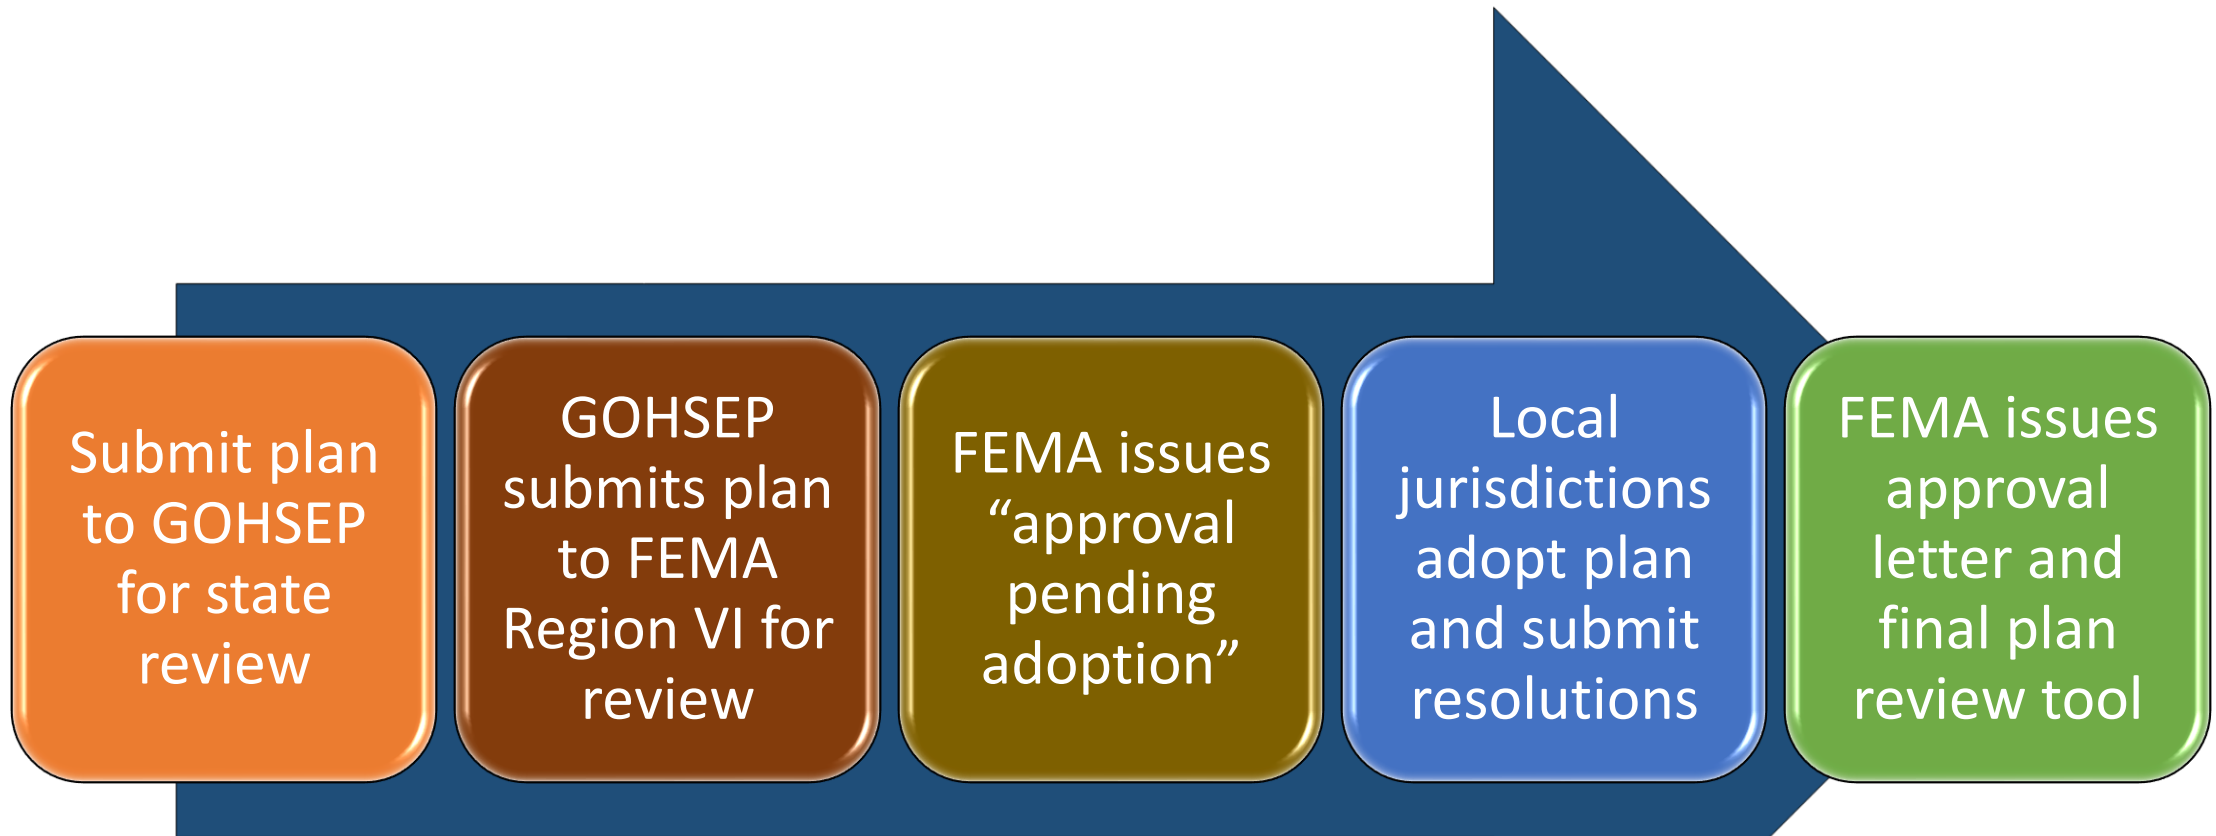 Submit plan
to GOHSEP
for state
review
GOHSEP
submits plan
to FEMA
Region VI for
review
FEMA issues
“approval
pending
adoption”
Local
jurisdictions
adopt plan
and submit
resolutions
FEMA issues
approval
letter and
final plan
review tool